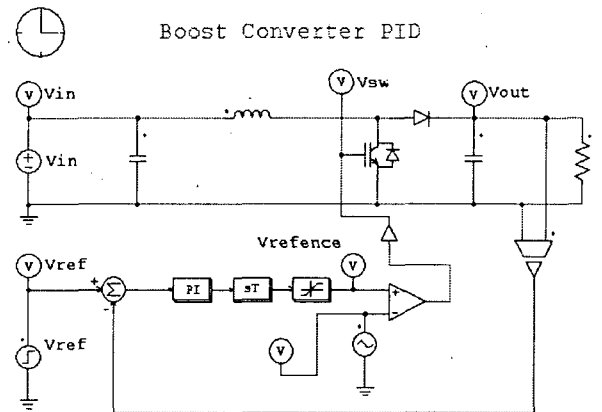 Boost Converter PID
V Vin
V Vsw
V Vout
Vin
Vrefence
V Vref
V
PI
sT
Vref
V